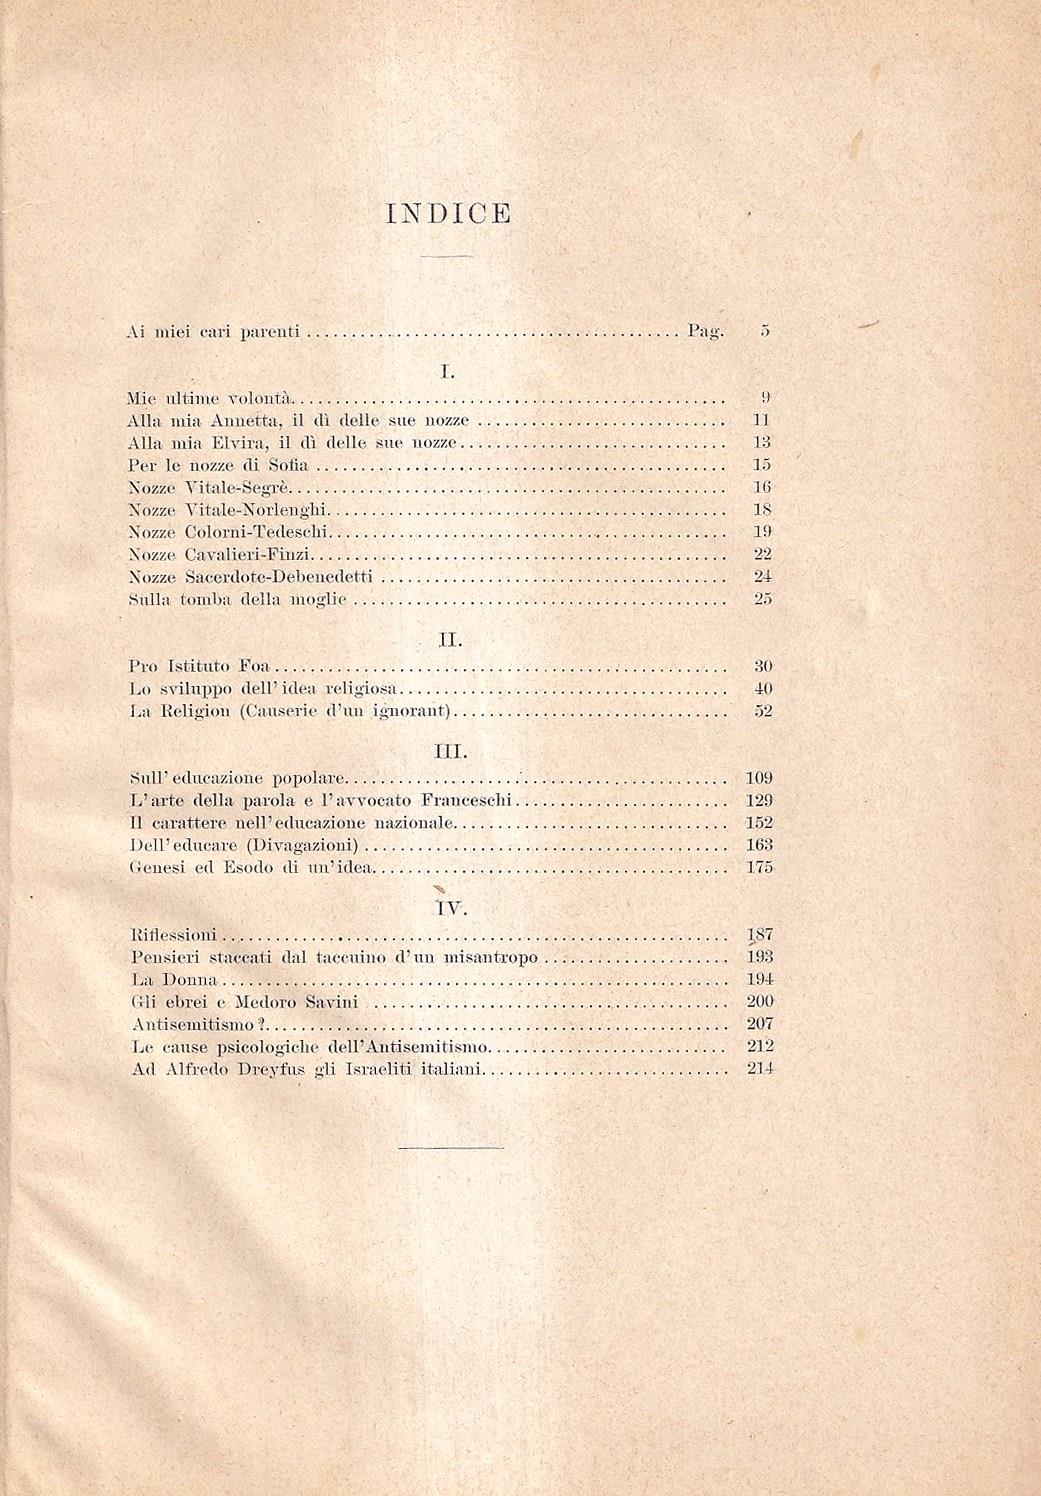 INDICE
Ai miei cari parenti ........................................ Pag. 5
I.
Mie ultime volontà................................................ 9
Alla mia Annetta, il dì delle sue nozze ............................ 11
Alla mia Elvira, il dì delle sue nozze.............................. 13
Per le nozze di Sofia .............................................. 15
Nozze Vitale-Segrè................................................ 16
Nozze Vitale-Norlenghi............................................ 18
Nozze Colorni-Tedeschi............................................ 19
Nozze Cavalieri-Finzi.............................................. 22
Nozze Sacerdote-Debenedetti ...................................... 24
Sulla tomba della moglie .......................................... 25
II.
Pro Istituto Foa.................................................. 30
Lo sviluppo dell'idea religiosa.................................... 40
La Religion (Causerie d'un ignorant).............................. 52
III.
Sull'educazione popolare.......................................... 109
L'arte della parola e l'avvocato Franceschi........................ 129
Il carattere nell'educazione nazionale.............................. 152
Dell'educare (Divagazioni) ........................................ 163
Genesi ed Esodo di un'idea........................................ 175
IV.
Riflessioni........................................................ 187
Pensieri staccati dal taccuino d'un misantropo .................... 193
La Donna.......................................................... 194
Gli ebrei e Medoro Savini ........................................ 200
Antisemitismo?.................................................... 207
Le cause psicologiche dell'Antisemitismo.......................... 212
Ad Alfredo Dreyfus gli Israeliti italiani............................ 214